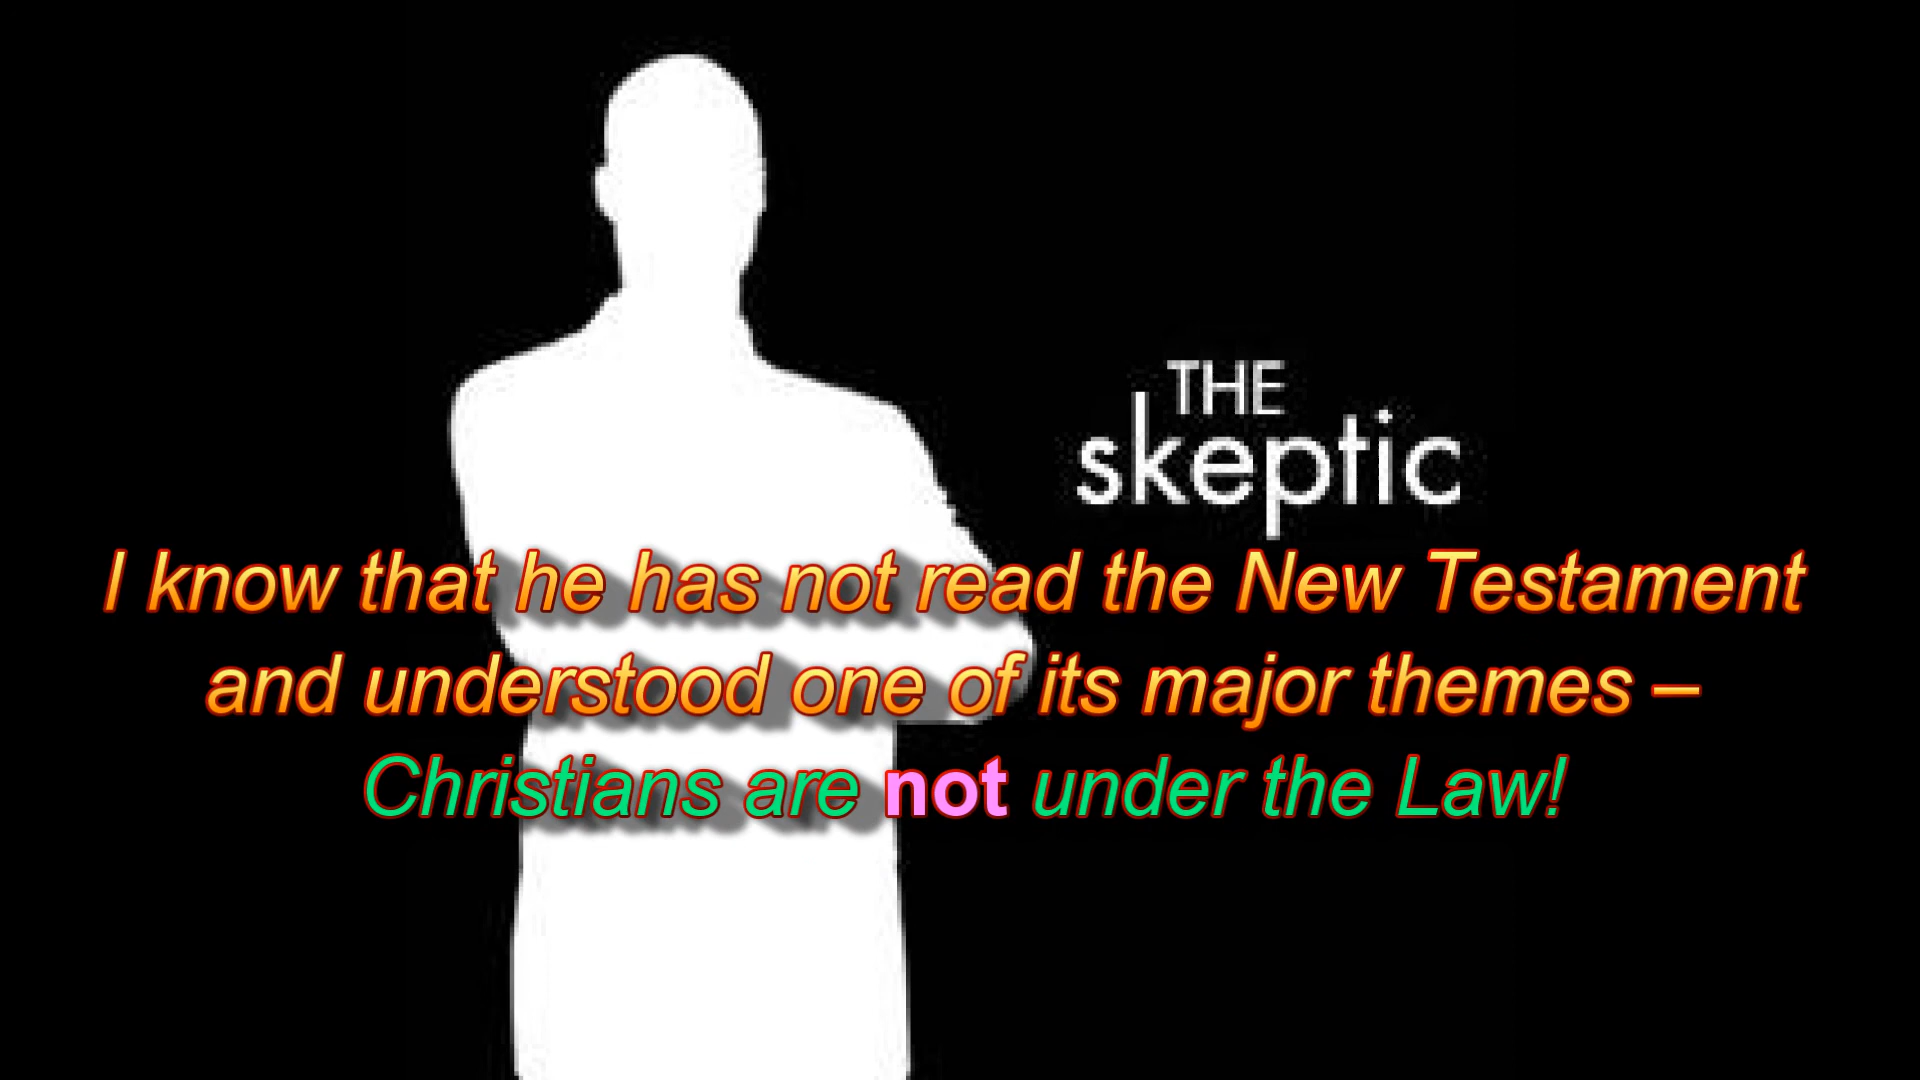 THE
skeptic
I know that he has not read the New Testament
and understood one of its major themes –
Christians are not under the Law!